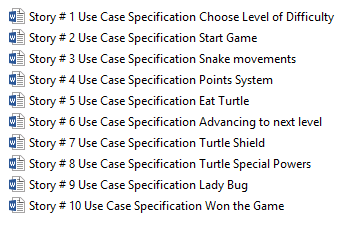 Story # 1 Use Case Specification Choose Level of Difficulty
Story # 2 Use Case Specification Start Game
Story # 3 Use Case Specification Snake movements
Story # 4 Use Case Specification Points System
Story # 5 Use Case Specification Eat Turtle
Story # 6 Use Case Specification Advancing to next level
Story # 7 Use Case Specification Turtle Shield
Story # 8 Use Case Specification Turtle Special Powers
Story # 9 Use Case Specification Lady Bug
Story # 10 Use Case Specification Won the Game